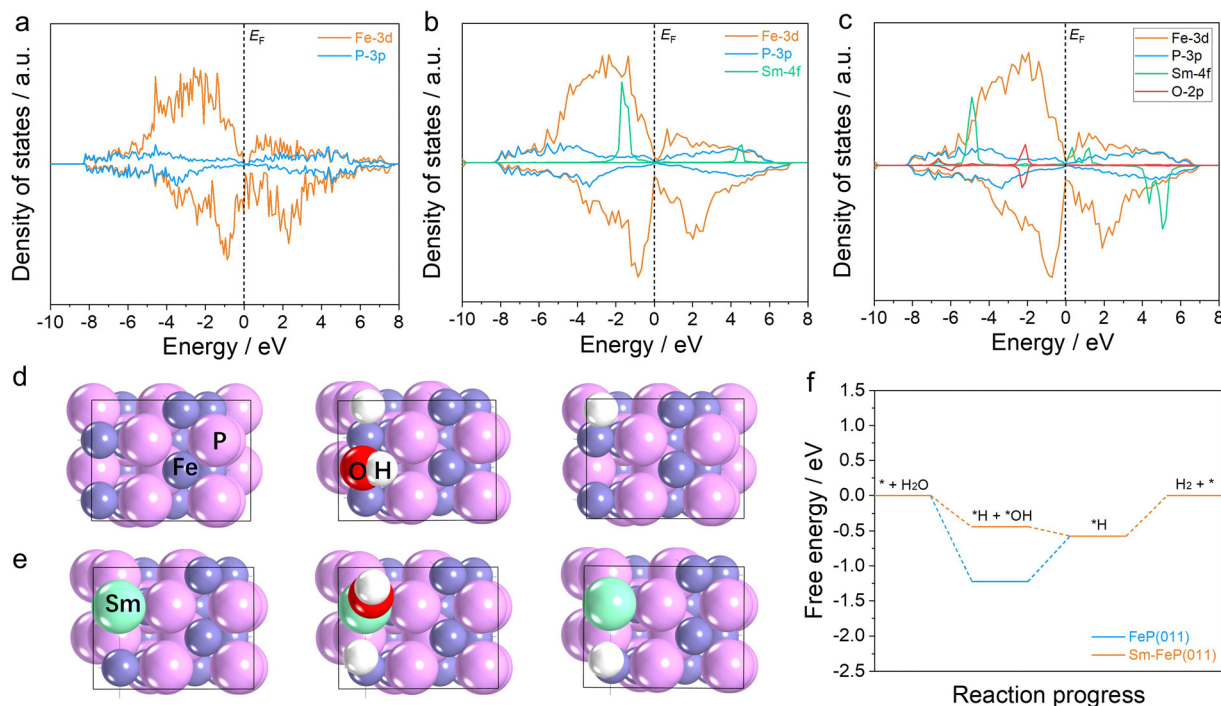 a
Density of states / a.u.
E_F
Fe-3d
P-3p
-10 -8 -6 -4 -2 0 2 4 6 8
Energy / eV
b
Density of states / a.u.
E_F
Fe-3d
P-3p
Sm-4f
-10 -8 -6 -4 -2 0 2 4 6 8
Energy / eV
c
Density of states / a.u.
E_F
Fe-3d
P-3p
Sm-4f
O-2p
-10 -8 -6 -4 -2 0 2 4 6 8
Energy / eV
d
P
Fe
O H
e
Sm
f
Free energy / eV
1.5
1.0
0.5
0.0
-0.5
-1.0
-1.5
-2.0
-2.5
* + H2O
*H + *OH
*H
H2 + *
FeP(011)
Sm-FeP(011)
Reaction progress